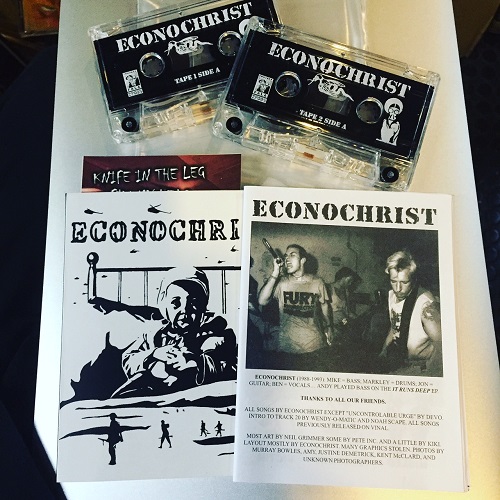 ECONOCHRIST
TAPE 1 SIDE A
ECONOCHRIST
TAPE 2 SIDE A
KNIFE IN THE LEG
ECONOCHRI
ECONOCHRIST
FURY
ECONOCHRIST (1988-1993): MIKE = BASS; MARKLEY = DRUMS; JON =
GUITAR; BEN = VOCALS... ANDY PLAYED BASS ON THE IT RUNS DEEP EP
THANKS TO ALL OUR FRIENDS.
ALL SONGS BY ECONOCHRIST EXCEPT "UNCONTROLLABLE URGE" BY DEVO.
INTRO TO TRACK 20 BY WENDY-O-MATIK AND NOAH SCAPE. ALL SONGS
PREVIOUSLY RELEASED ON VINAL.
MOST ART BY NEIL GRIMMER SOME BY PETE INC. AND A LITTLE BY KIKI.
LAYOUT MOSTLY BY ECONOCHRIST. MANY GRAPHICS STOLEN. PHOTOS BY
MURRAY BOWLES, AMY, JUSTINE DEMETRICK, KENT McCLARD, AND
UNKNOWN PHOTOGRAPHERS.